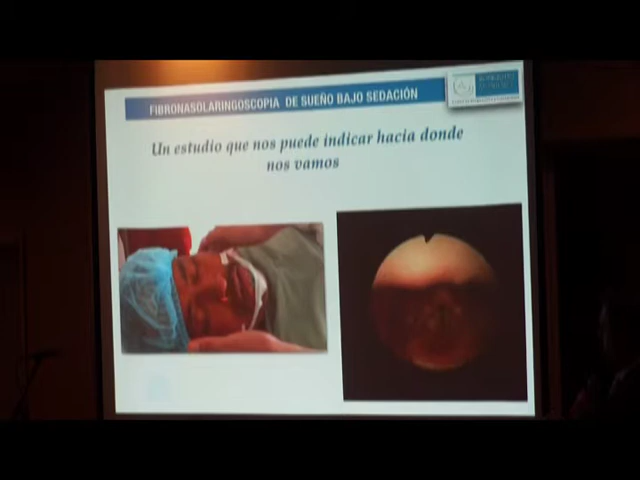 FIBRONASOLARINGOSCOPIA DE SUEÑO BAJO SEDACIÓN
Un estudio que nos puede indicar hacia donde
nos vamos